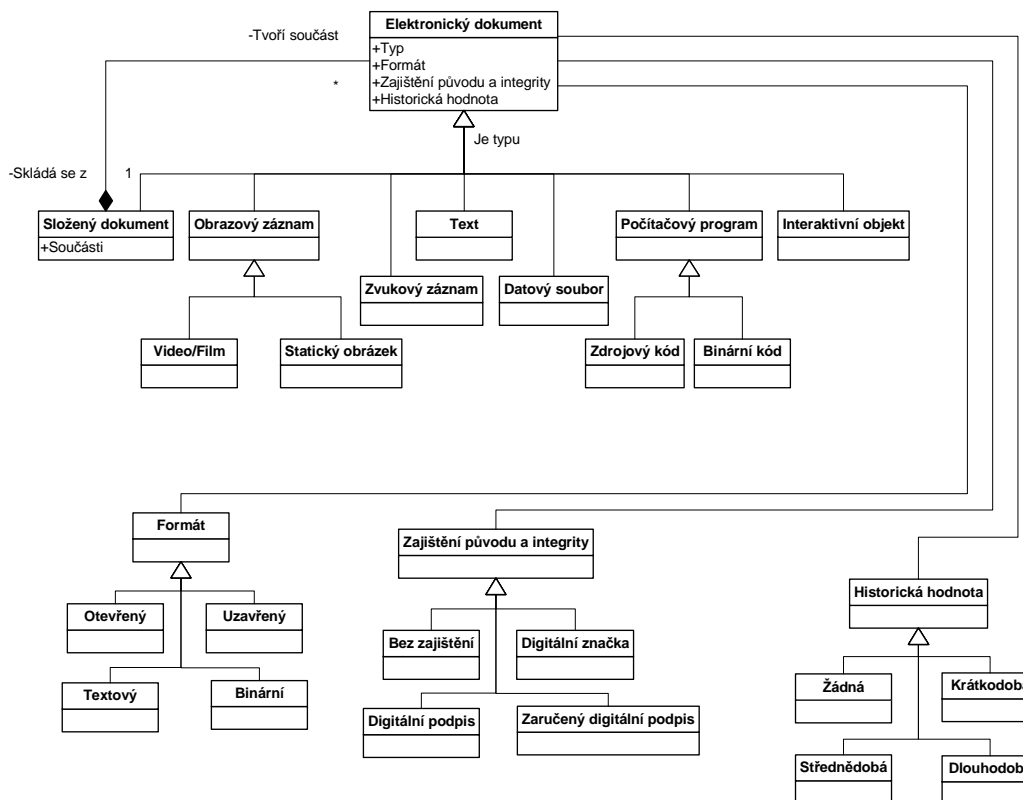 Elektronický dokument
-Tvoří součást
+Typ
+Formát
+Zajištění původu a integrity
*
+Historická hodnota
Je typu
-Skládá se z
1
Složený dokument
+Součásti
Obrazový záznam
Text
Počítačový program
Interaktivní objekt
Zvukový záznam
Datový soubor
Video/Film
Statický obrázek
Zdrojový kód
Binární kód
Formát
Zajištění původu a integrity
Historická hodnota
Otevřený
Uzavřený
Bez zajištění
Digitální značka
Textový
Binární
Žádná
Krátkodobá
Digitální podpis
Zaručený digitální podpis
Střednědobá
Dlouhodob